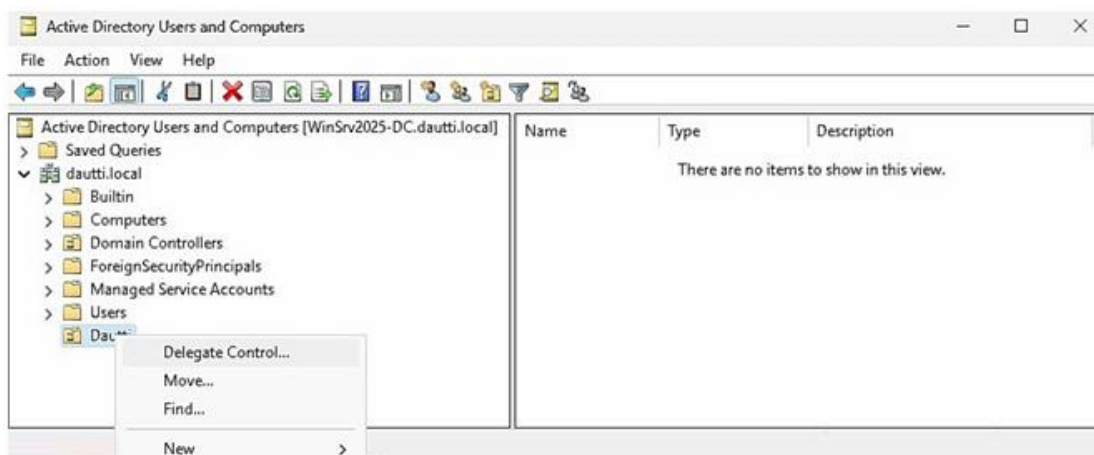 Active Directory Users and Computers
File Action View Help
Active Directory Users and Computers [WinSrv2025-DC.dautti.local]
Saved Queries
dautti.local
Builtin
Computers
Domain Controllers
ForeignSecurityPrincipals
Managed Service Accounts
Users
Name Type Description
There are no items to show in this view.
Delegate Control...
Move...
Find...
New